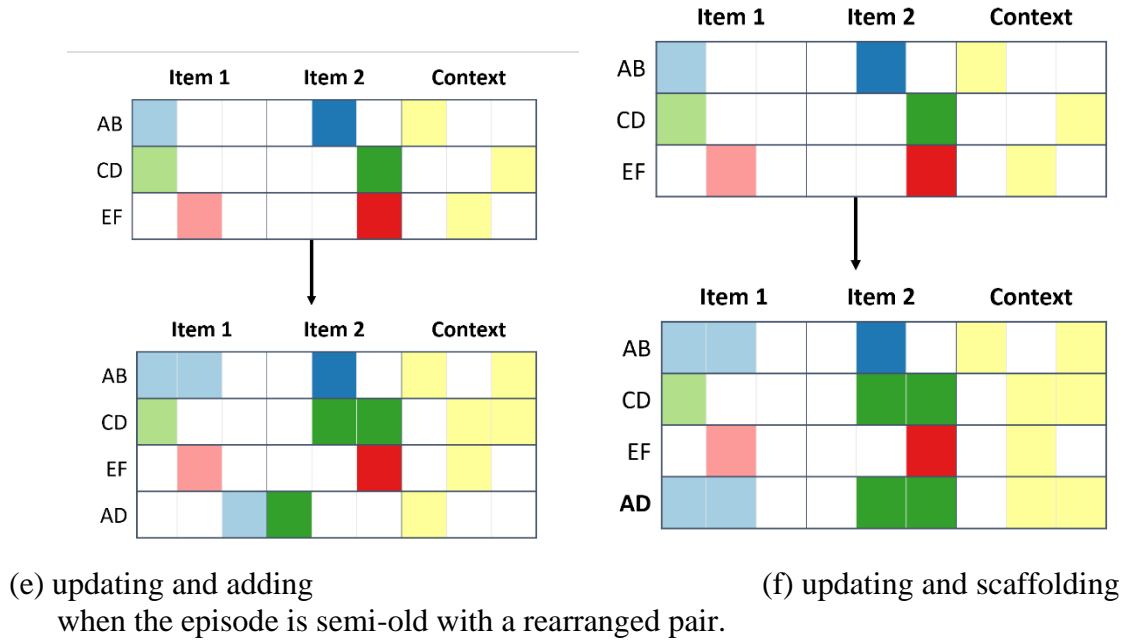 Item 1 Item 2 Context
AB
CD
EF
Item 1 Item 2 Context
AB
CD
EF
AD
(e) updating and adding
Item 1 Item 2 Context
AB
CD
EF
Item 1 Item 2 Context
AB
CD
EF
AD
(f) updating and scaffolding
when the episode is semi-old with a rearranged pair.